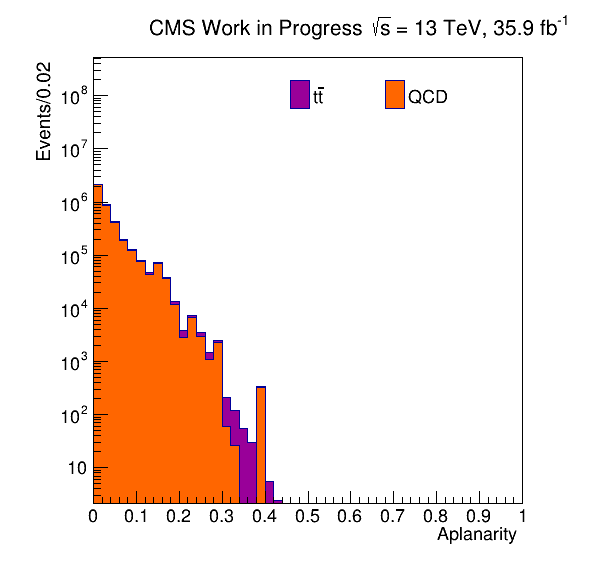 CMS Work in Progress √s = 13 TeV, 35.9 fb⁻¹
Events/0.02
tt̄ QCD
10⁸
10⁷
10⁶
10⁵
10⁴
10³
10²
10
0 0.1 0.2 0.3 0.4 0.5 0.6 0.7 0.8 0.9 1
Aplanarity